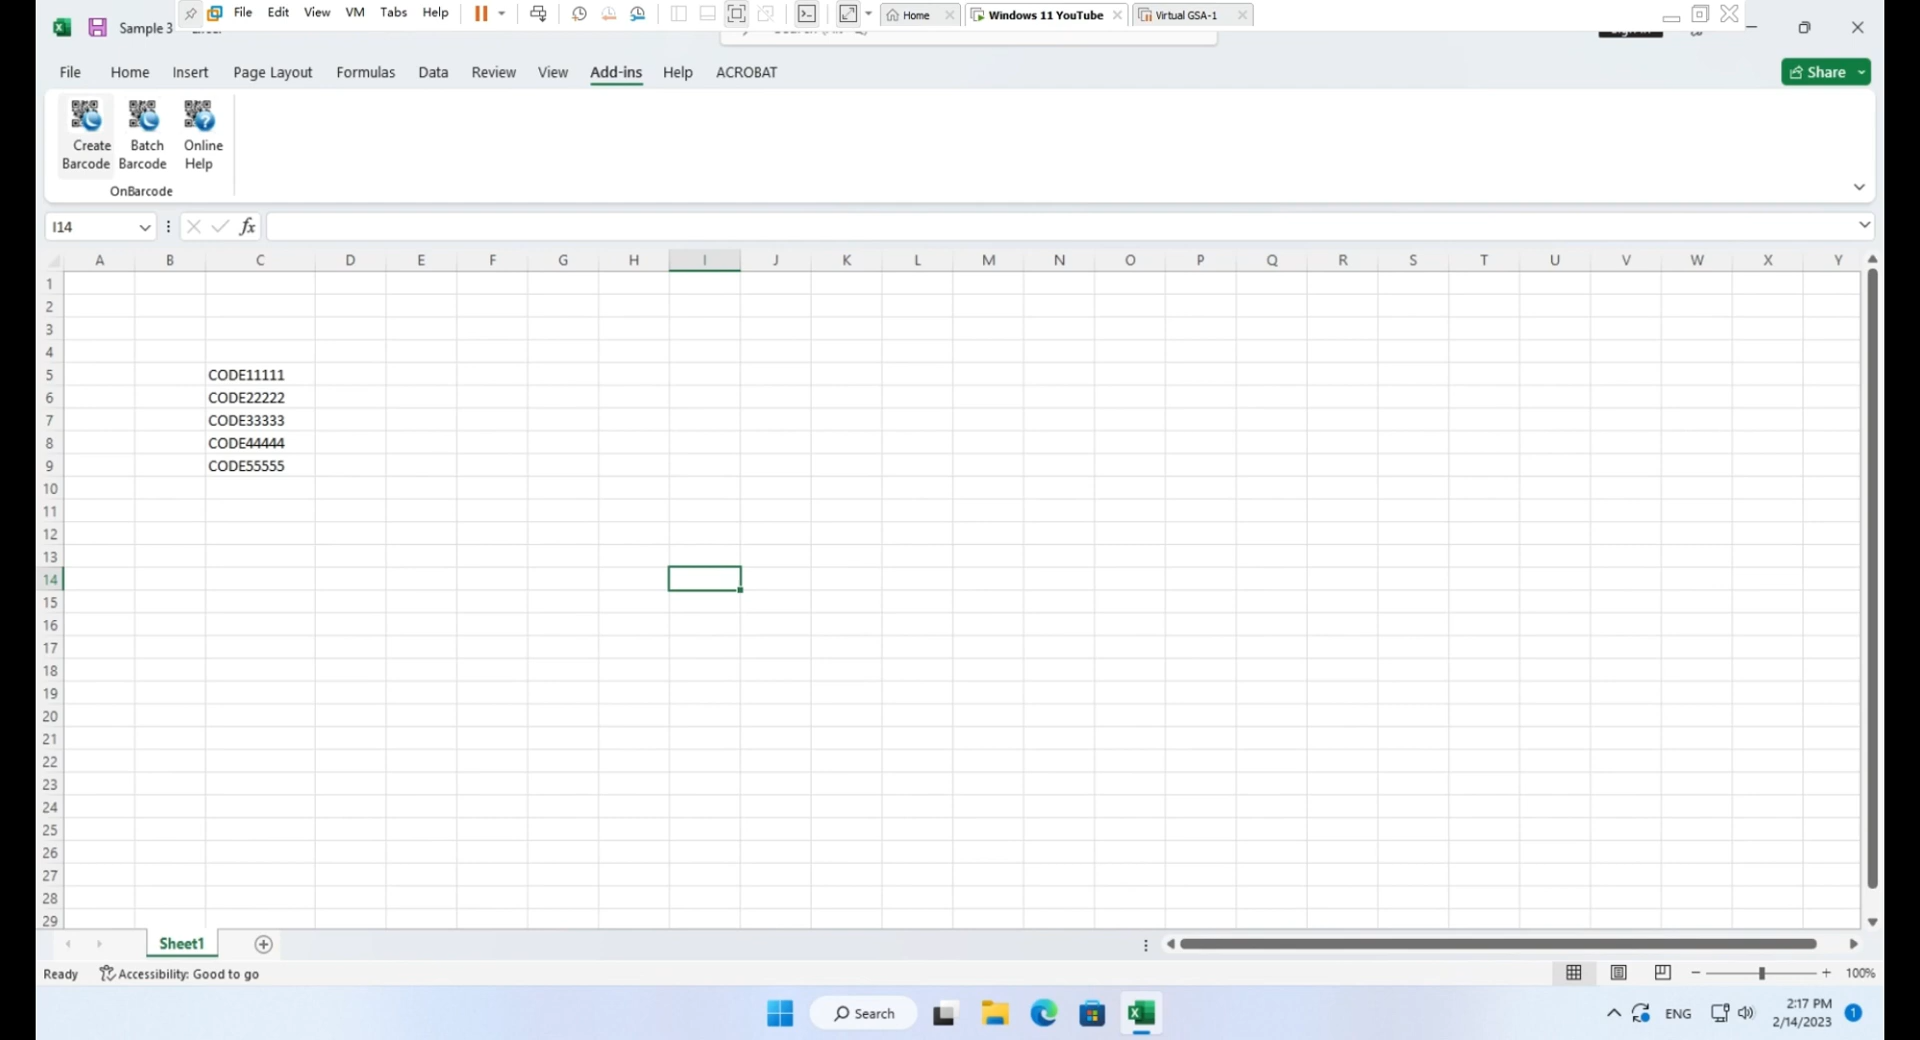 File Edit View VM Tabs Help Home Windows 11 YouTube Virtual GSA-1
Sample 3
File Home Insert Page Layout Formulas Data Review View Add-ins Help ACROBAT Share
Create Barcode
Batch Barcode
Online Help
OnBarcode
I14 fx
A B C D E F G H I J K L M N O P Q R S T U V W X Y
1
2
3
4
5 CODE11111
6 CODE22222
7 CODE33333
8 CODE44444
9 CODE55555
10
11
12
13
14
15
16
17
18
19
20
21
22
23
24
25
26
27
28
29
Sheet1
Ready Accessibility: Good to go 100%
Search ENG 2:17 PM
2/14/2023 1